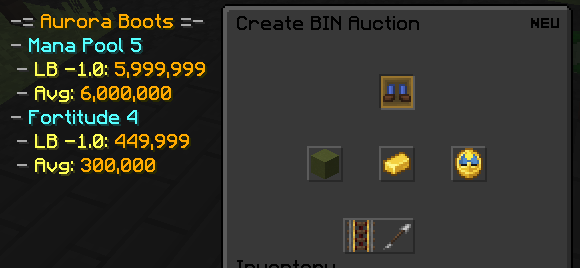 -= Aurora Boots =-
- Mana Pool 5
- LB -1.0: 5,999,999
- Avg: 6,000,000
- Fortitude 4
- LB -1.0: 449,999
- Avg: 300,000
Create BIN Auction NEW
Inventory